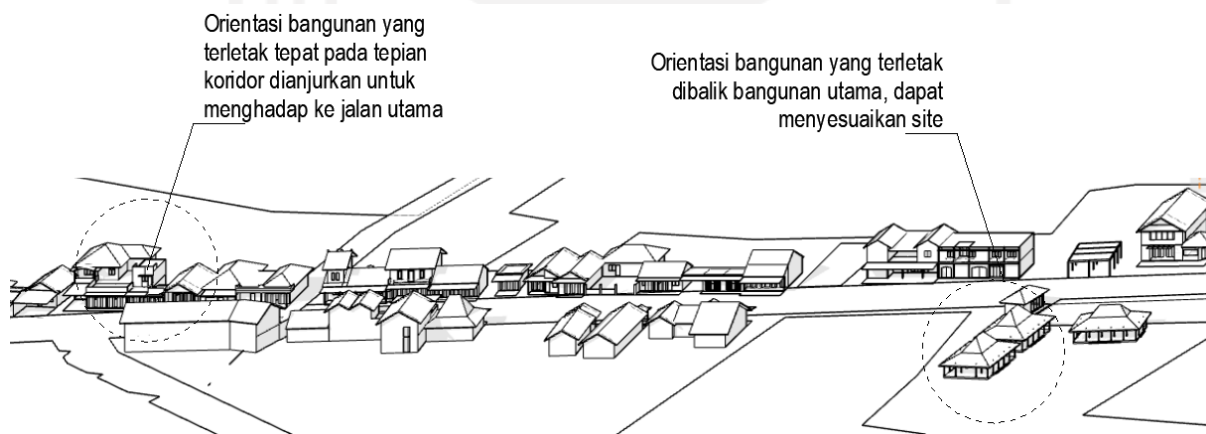 Orientasi bangunan yang
terletak tepat pada tepian
koridor dianjurkan untuk
menghadap ke jalan utama
Orientasi bangunan yang terletak
dibalik bangunan utama, dapat
menyesuaikan site